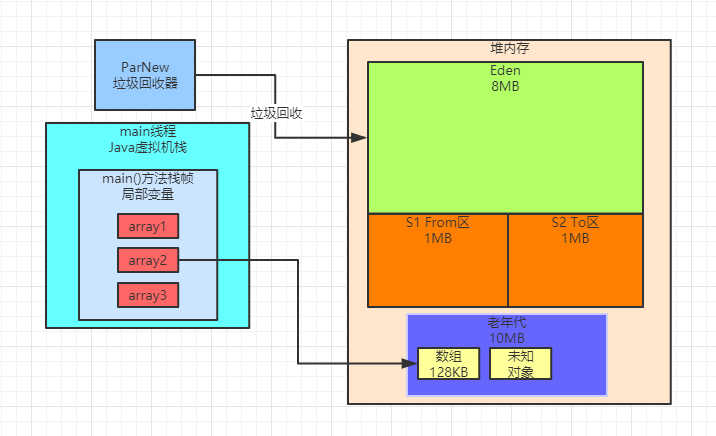 ParNew
垃圾回收器
垃圾回收
main线程
Java虚拟机栈
main()方法栈帧
局部变量
array1
array2
array3
堆内存
Eden
8MB
S1 From区
1MB
S2 To区
1MB
老年代
10MB
数组
128KB
未知
对象